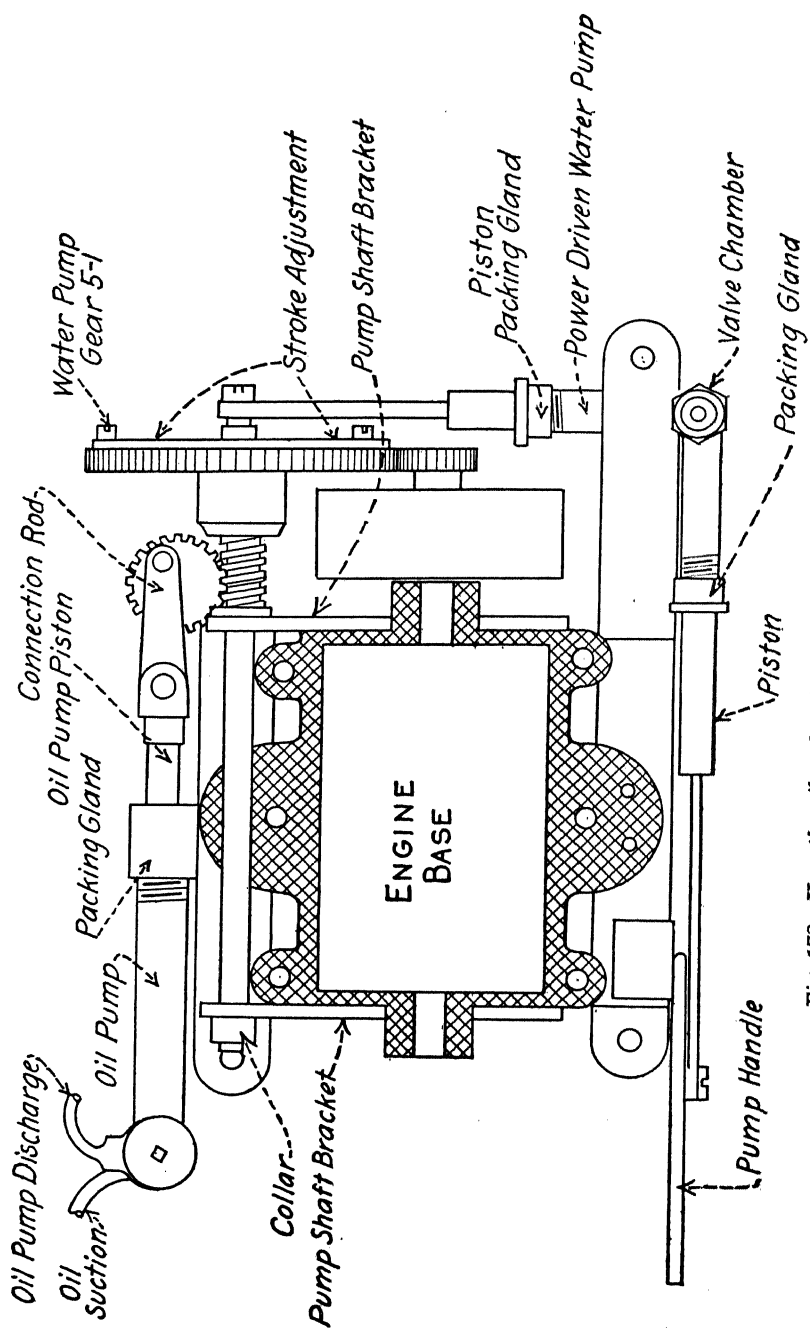 Oil Pump Discharge
Oil
Suction
Oil Pump
Packing Gland
Oil Pump Piston
Connection Rod
Water Pump
Gear 5-1
Stroke Adjustment
Pump Shaft Bracket
Piston
Packing Gland
Power Driven Water Pump
Valve Chamber
Packing Gland
Piston
ENGINE
BASE
Collar
Pump Shaft Bracket
Pump Handle